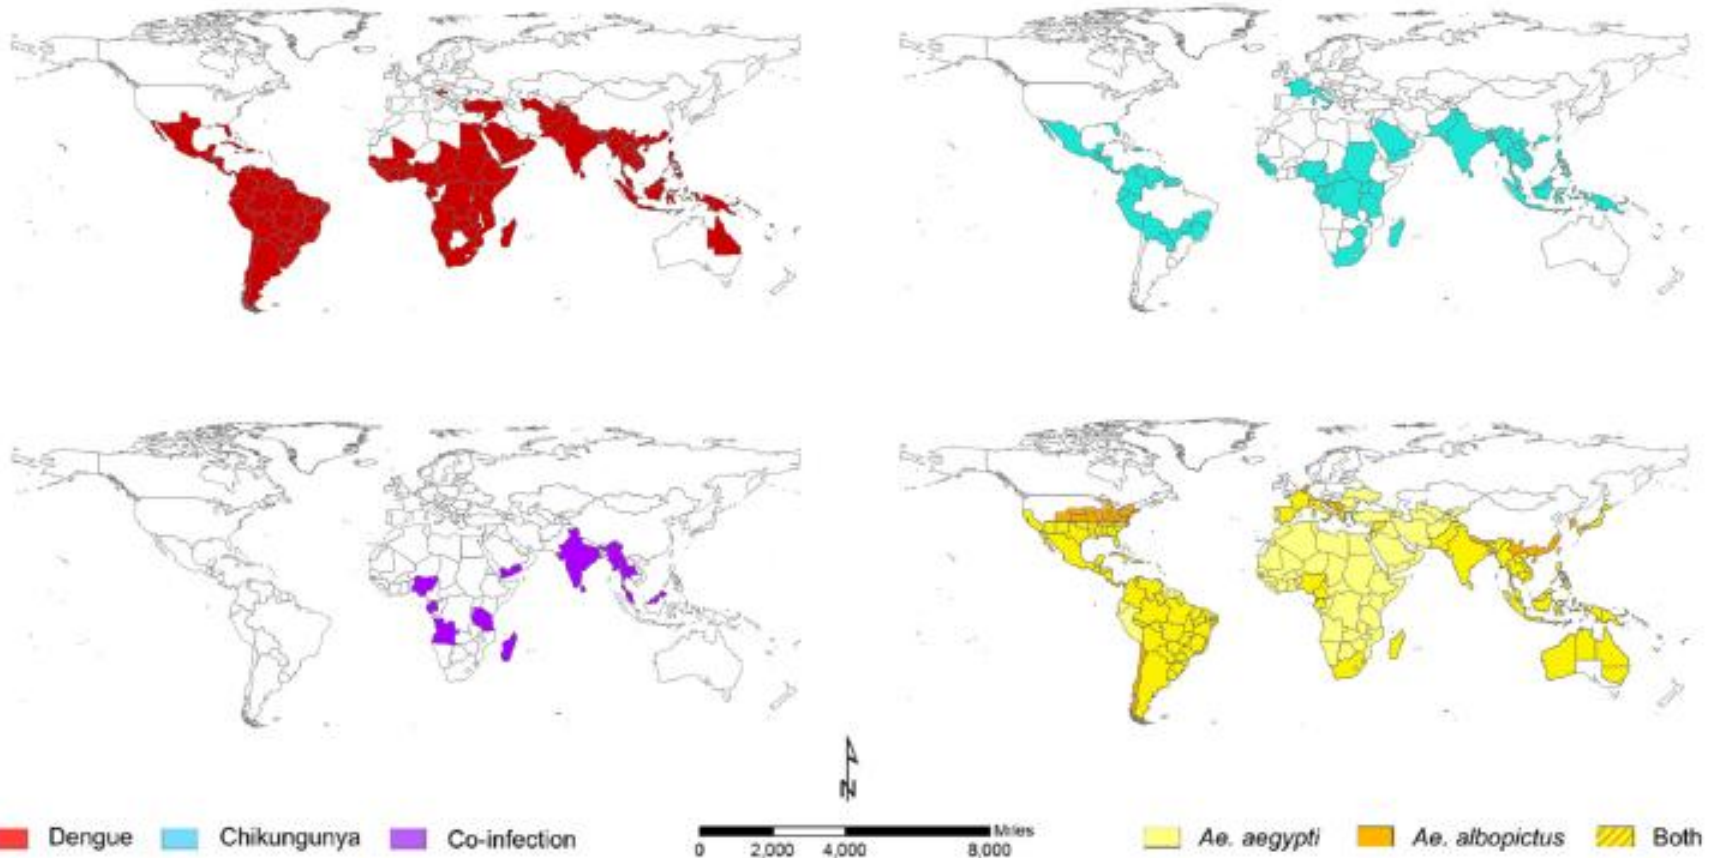 N
Dengue Chikungunya Co-infection Miles Ae. aegypti Ae. albopictus Both
0 2,000 4,000 8,000